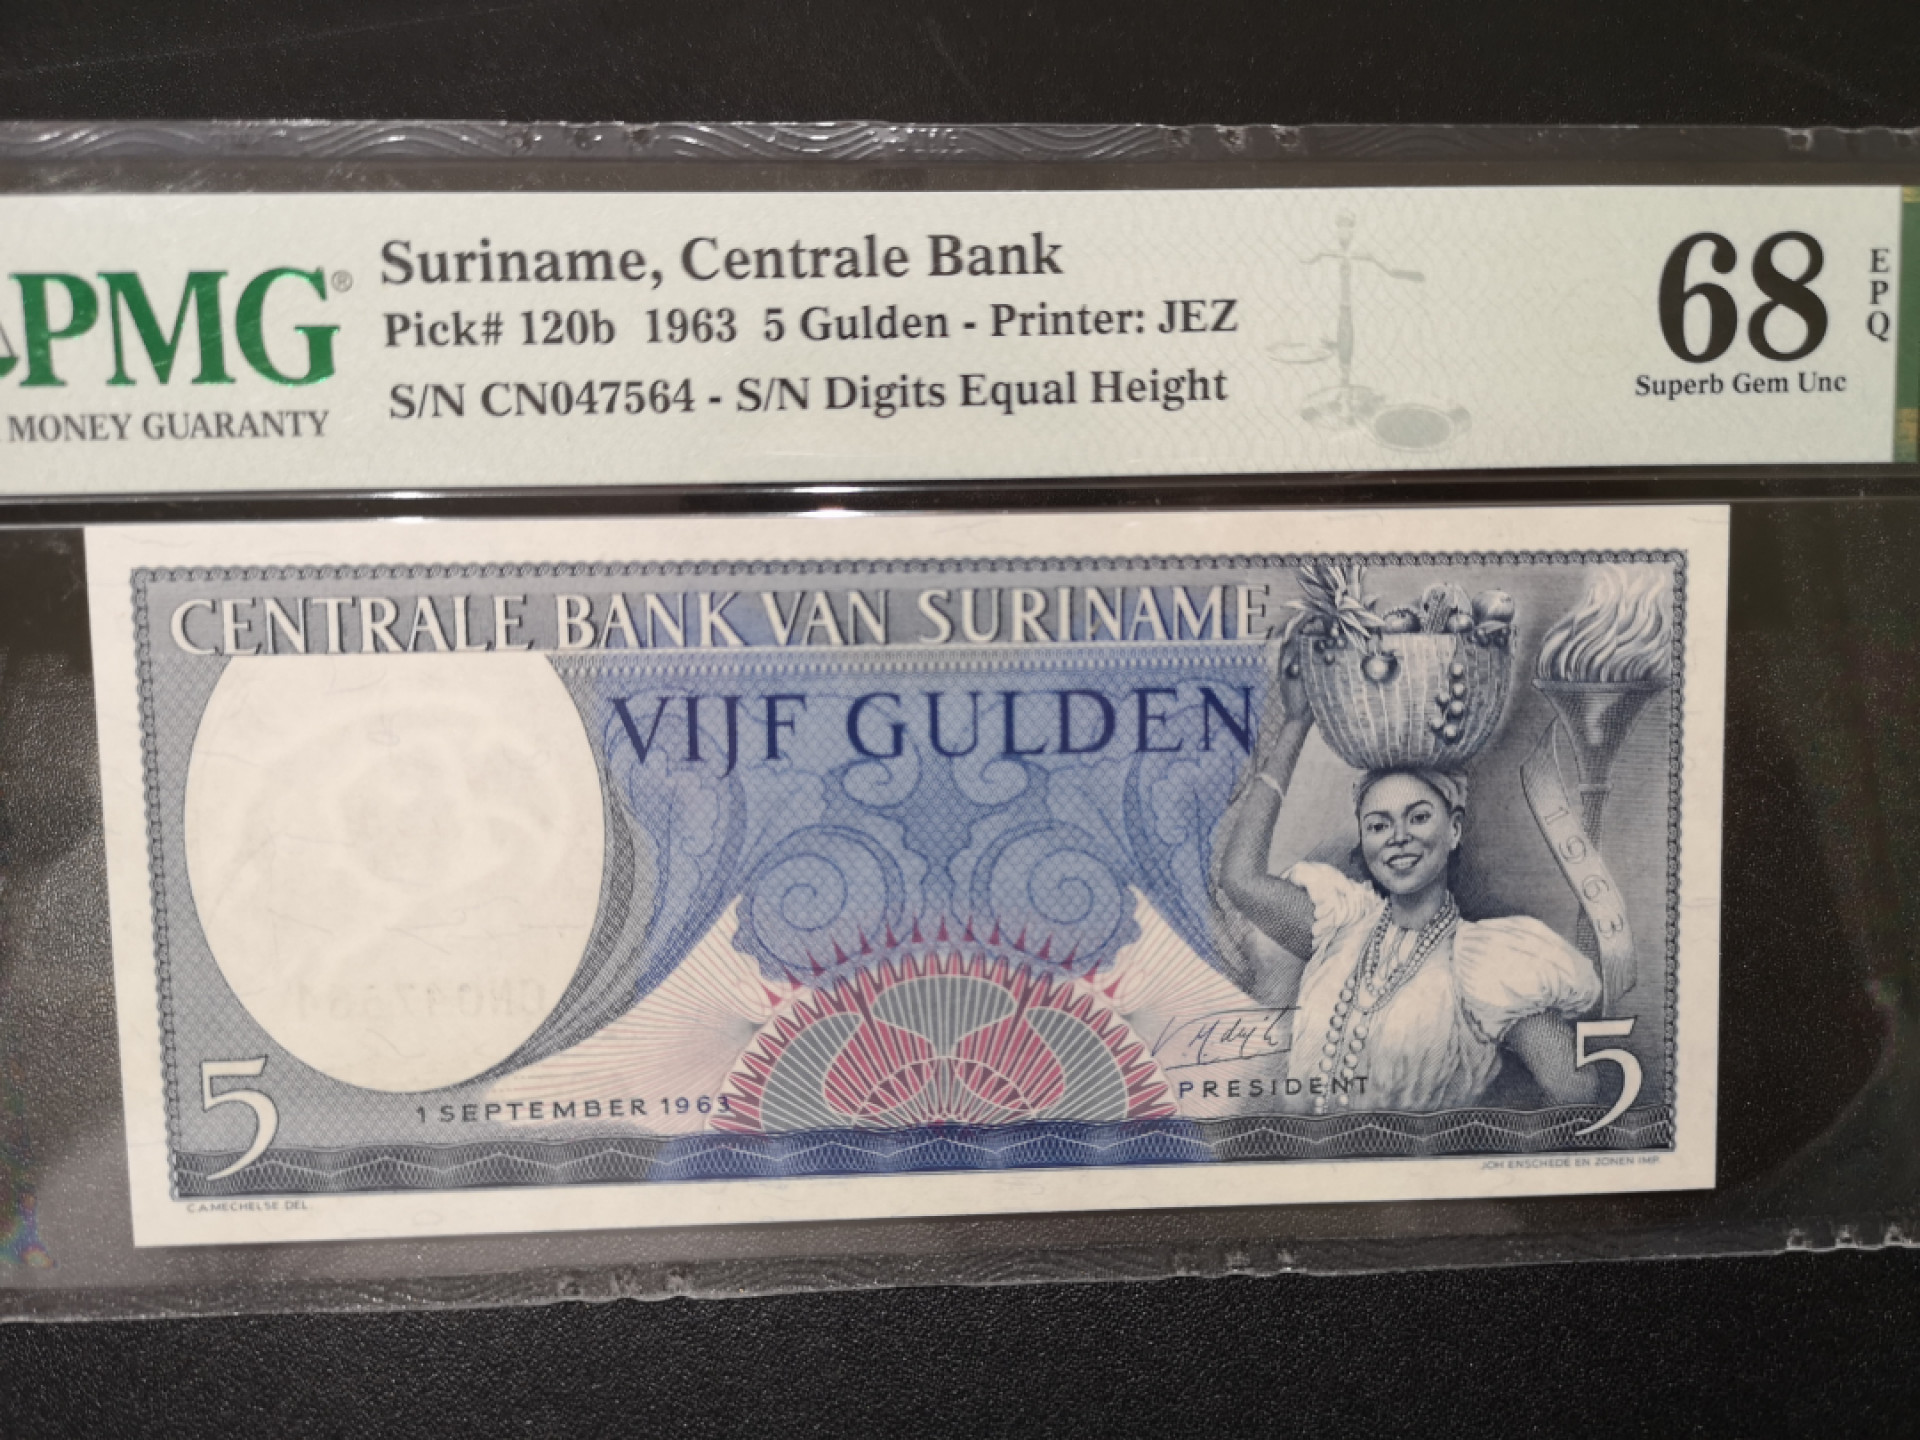 PMG®
MONEY GUARANTY
Suriname, Centrale Bank
Pick# 120b 1963 5 Gulden - Printer: JEZ
S/N CN047564 - S/N Digits Equal Height
68
EPQ
Superb Gem Unc
CENTRALE BANK VAN SURINAME
VIJF GULDEN
1963
5
1 SEPTEMBER 1963
PRESIDENT
5
C.A.MECHELSE DEL.
JOH ENSCHEDÉ EN ZONEN IMP.